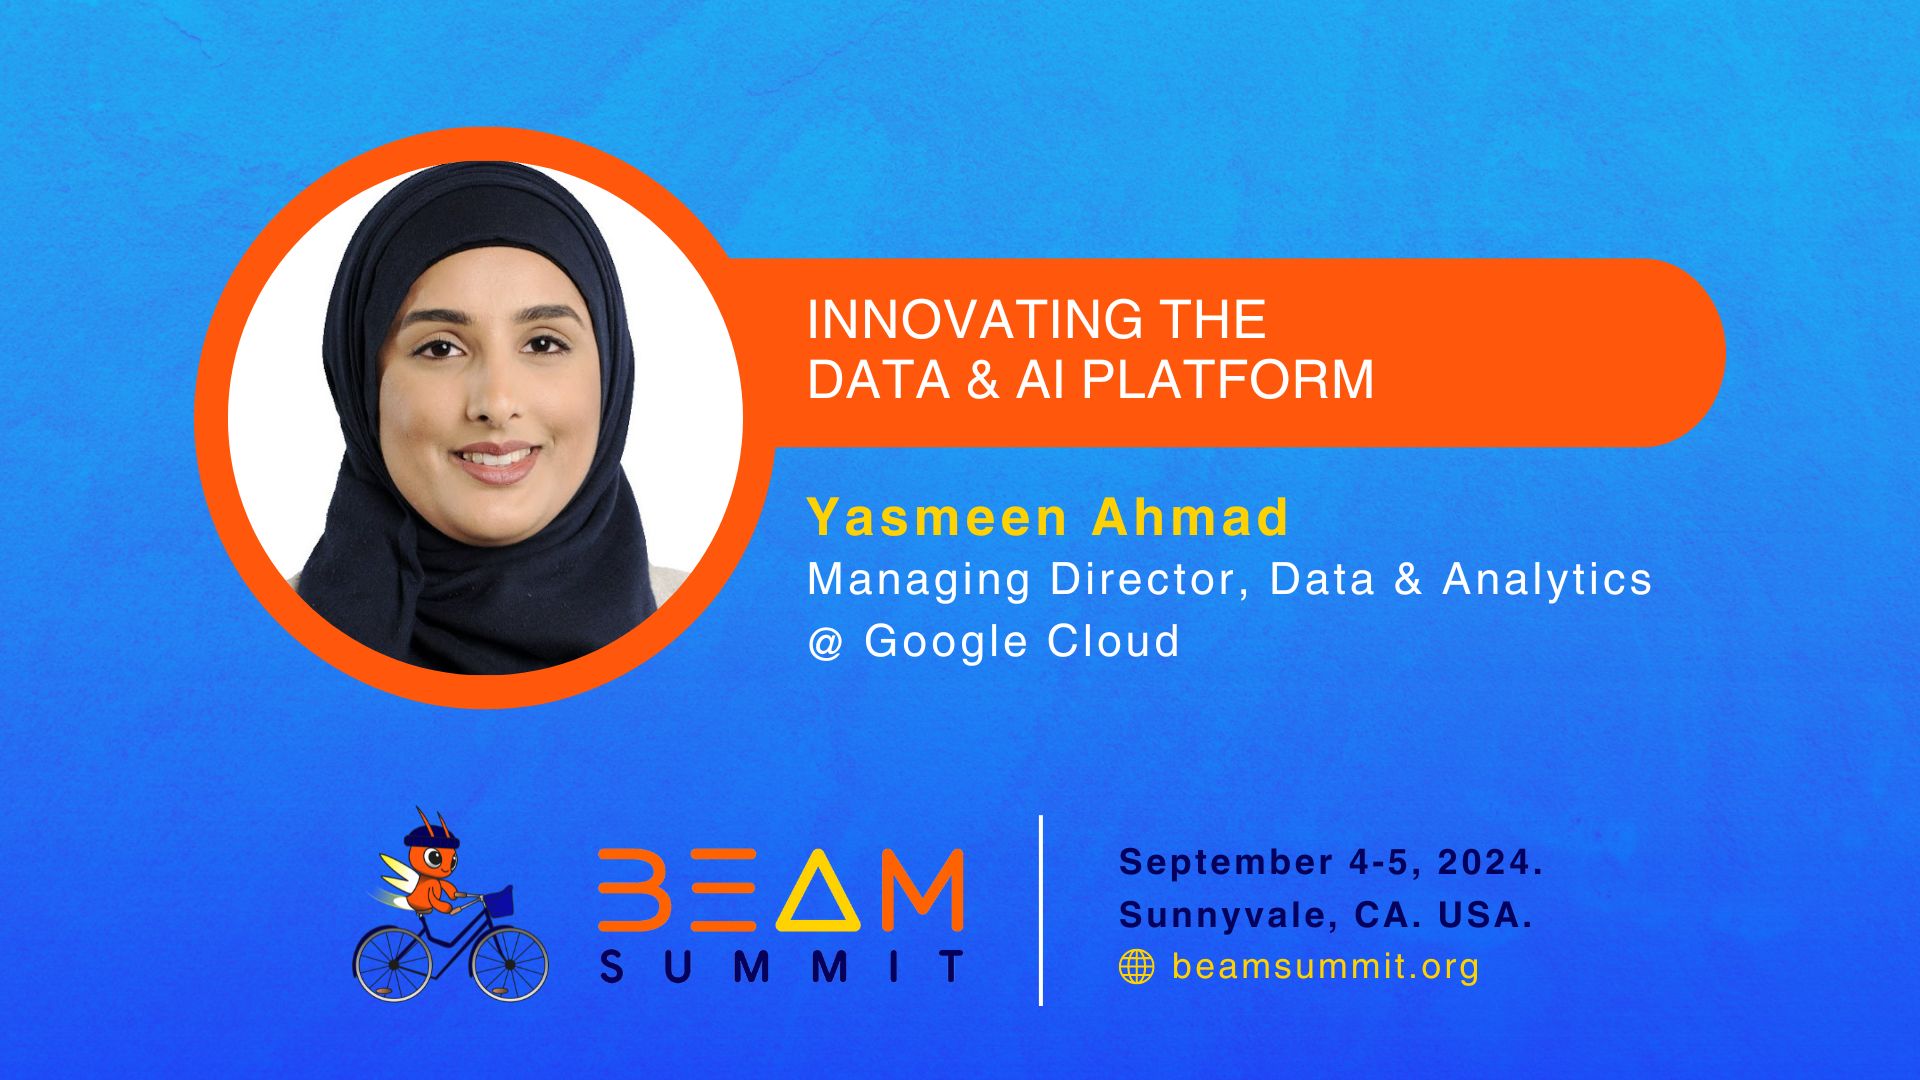 INNOVATING THE
DATA & AI PLATFORM
Yasmeen Ahmad
Managing Director, Data & Analytics
@ Google Cloud
BEAM
SUMMIT
September 4-5, 2024.
Sunnyvale, CA. USA.
beamsummit.org